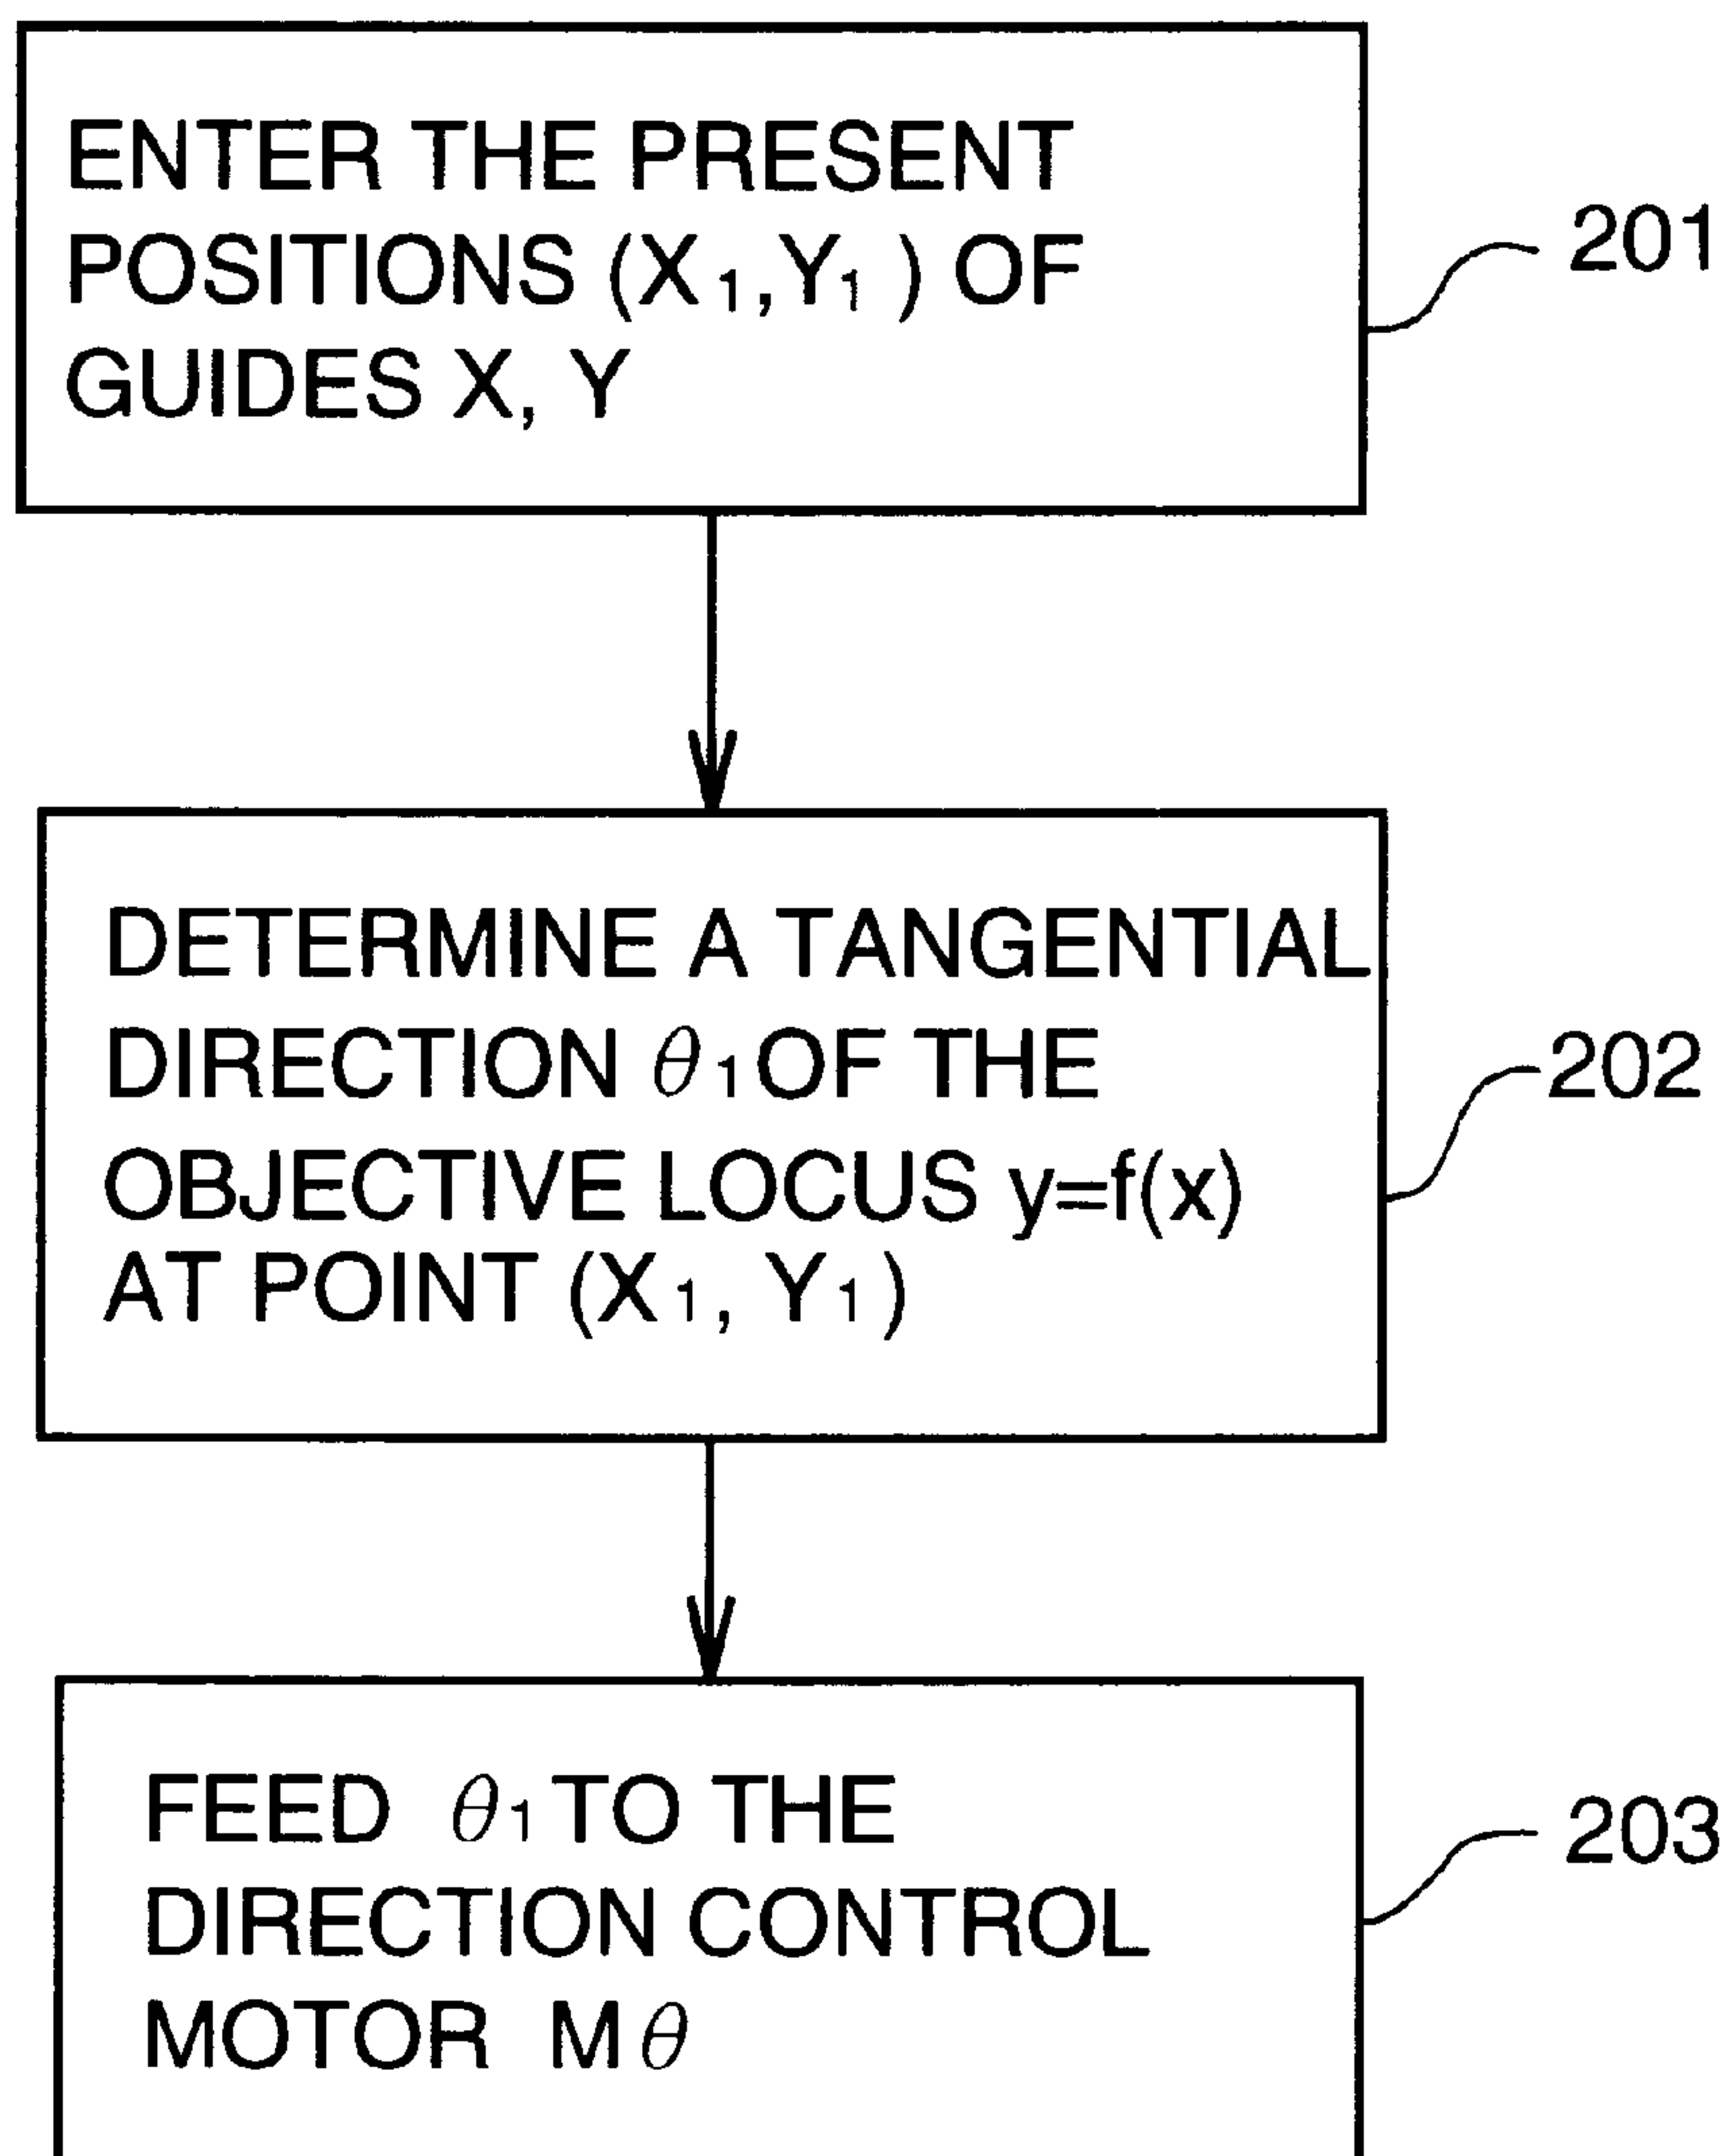 ENTER THE PRESENT
POSITIONS (X₁,Y₁) OF
GUIDES X, Y
201
DETERMINE A TANGENTIAL
DIRECTION θ₁ OF THE
OBJECTIVE LOCUS y=f(x)
AT POINT (X₁, Y₁)
202
FEED θ₁ TO THE
DIRECTION CONTROL
MOTOR Mθ
203